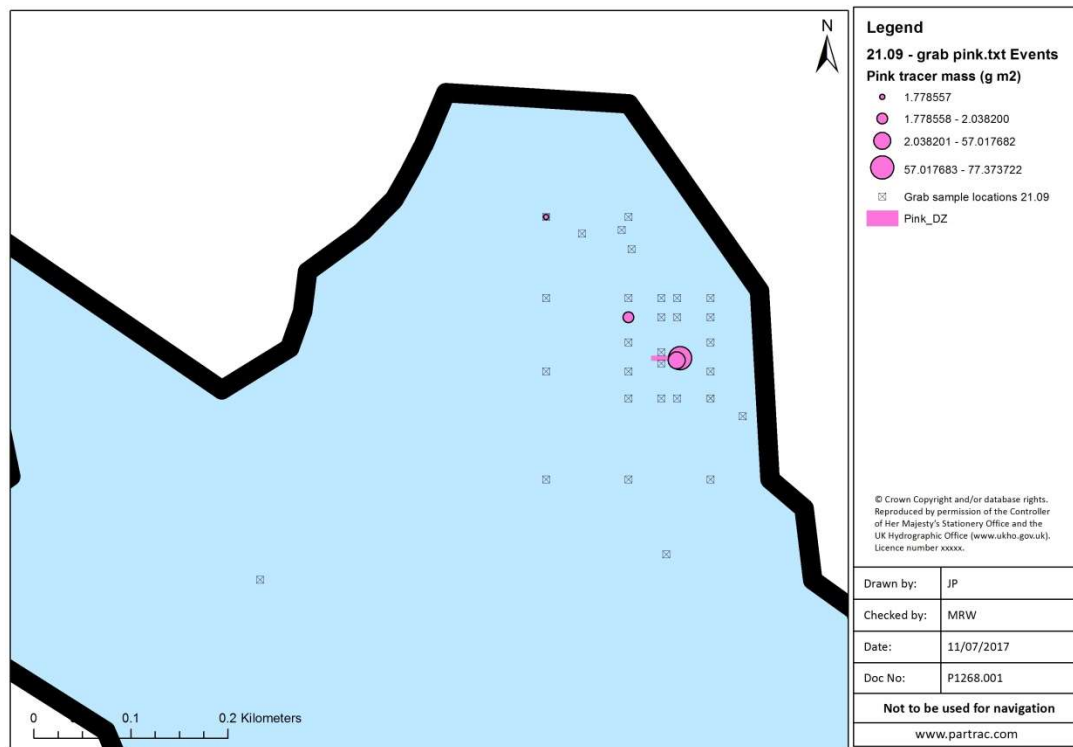 N
0
0.1
0.2 Kilometers
Legend
21.09 - grab pink.txt Events
Pink tracer mass (g m2)
1.778557
1.778558 - 2.038200
2.038201 - 57.017682
57.017683 - 77.373722
Grab sample locations 21.09
Pink_DZ
© Crown Copyright and/or database rights.
Reproduced by permission of the Controller
of Her Majesty's Stationery Office and the
UK Hydrographic Office (www.ukho.gov.uk).
Licence number xxxxx.
Drawn by: JP
Checked by: MRW
Date: 11/07/2017
Doc No: P1268.001
Not to be used for navigation
www.partrac.com